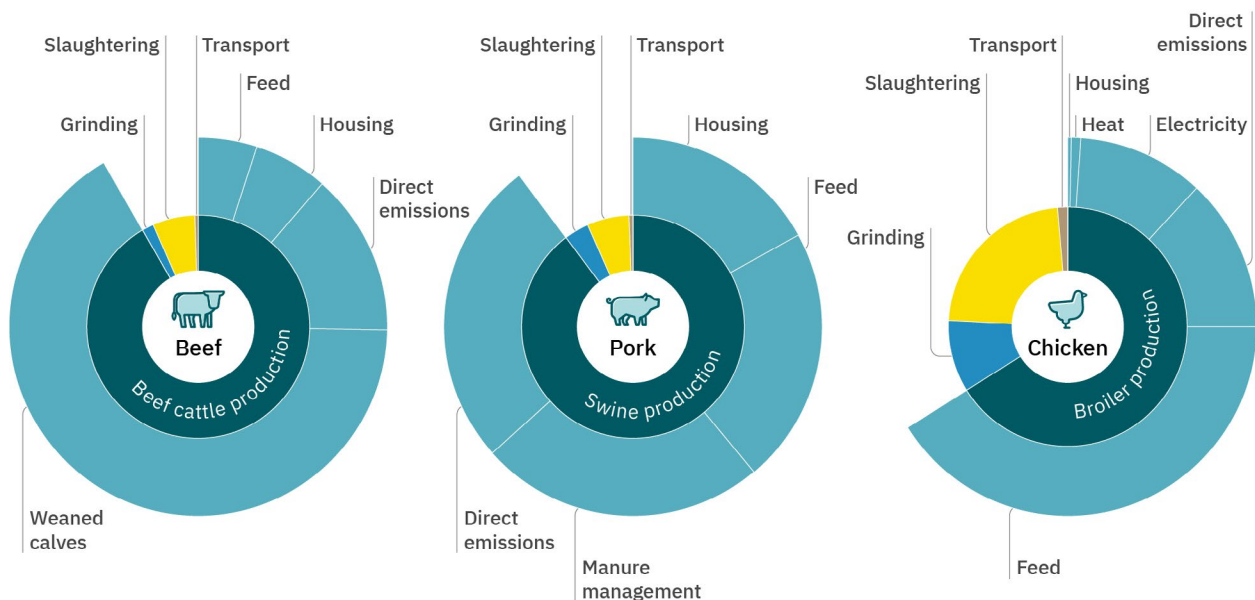 Slaughtering
Transport
Feed
Grinding
Housing
Direct
emissions
Beef
Beef cattle production
Weaned
calves
Slaughtering
Transport
Grinding
Housing
Feed
Pork
Swine production
Direct
emissions
Manure
management
Direct
emissions
Transport
Slaughtering
Housing
Heat
Electricity
Grinding
Chicken
Broiler production
Feed